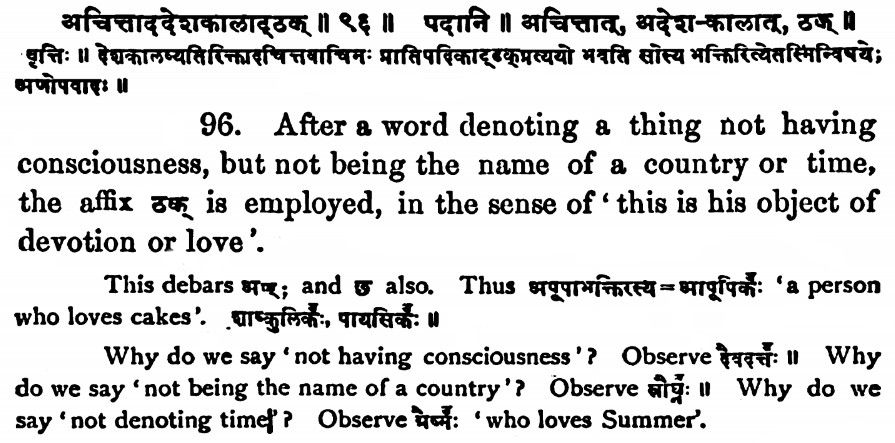 अचित्ताददेशकालाट्ठक् ॥ ९६ ॥ पदानि ॥ अचित्तात्, अदेश-कालात्, ठञ् ॥
वृत्तिः ॥ देशकालव्यतिरिक्तादचित्तवाचिनः प्रातिपदिकाट्ठक्प्रत्ययो भवति सोस्य भक्तिरित्येतस्मिन्विषये;
अणोपवादः ॥
96. After a word denoting a thing not having
consciousness, but not being the name of a country or time,
the affix ठक् is employed, in the sense of ‘this is his object of
devotion or love’.
This debars अण्; and छ also. Thus अपूपाभक्तिरस्य = आपूपिकः॑ ‘a person
who loves cakes’. शाष्कुलिकः॑, पायसिकः॑ ॥
Why do we say ‘not having consciousness’? Observe दैवदत्तः॑ ॥ Why
do we say ‘not being the name of a country’? Observe स्रौघ्नः॑ ॥ Why do we
say ‘not denoting time’? Observe ग्रैष्मः॑ ‘who loves Summer’.